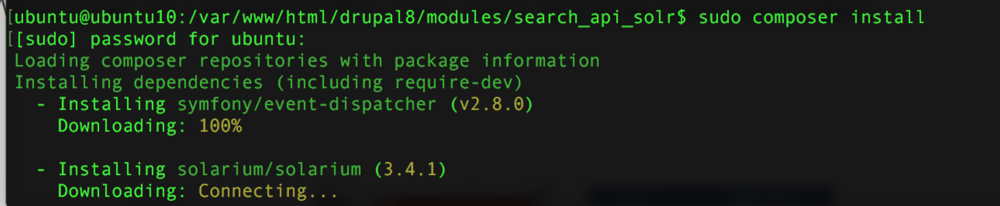 [ubuntu@ubuntu10:/var/www/html/drupal8/modules/search_api_solr$ sudo composer install
[[sudo] password for ubuntu:
Loading composer repositories with package information
Installing dependencies (including require-dev)
- Installing symfony/event-dispatcher (v2.8.0)
Downloading: 100%
- Installing solarium/solarium (3.4.1)
Downloading: Connecting...